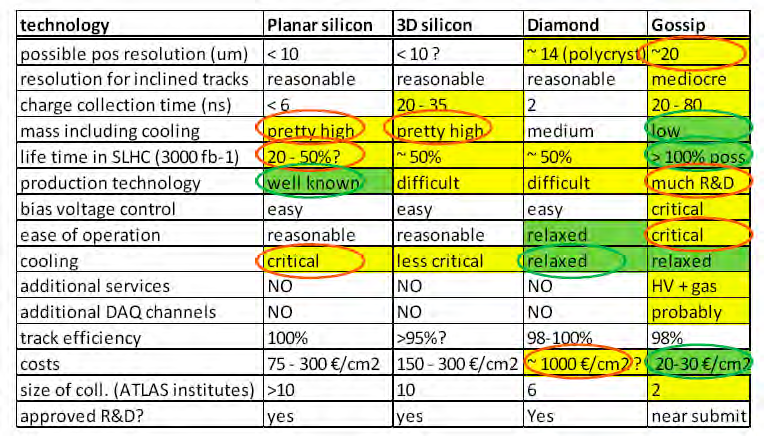 technology Planar silicon 3D silicon Diamond Gossip
possible pos resolution (um) < 10 < 10 ? ~ 14 (polycryst ~20
resolution for inclined tracks reasonable reasonable reasonable mediocre
charge collection time (ns) < 6 20 - 35 2 20 - 80
mass including cooling pretty high pretty high medium low
life time in SLHC (3000 fb-1) 20 - 50%? ~ 50% ~ 50% > 100% poss
production technology well known difficult difficult much R&D
bias voltage control easy easy easy critical
ease of operation reasonable reasonable relaxed critical
cooling critical less critical relaxed relaxed
additional services NO NO NO HV + gas
additional DAQ channels NO NO NO probably
track efficiency 100% >95%? 98-100% 98%
costs 75 - 300 €/cm2 150 - 300 €/cm2 ~ 1000 €/cm2 ? 20-30 €/cm2
size of coll. (ATLAS institutes) >10 10 6 2
approved R&D? yes yes Yes near submit